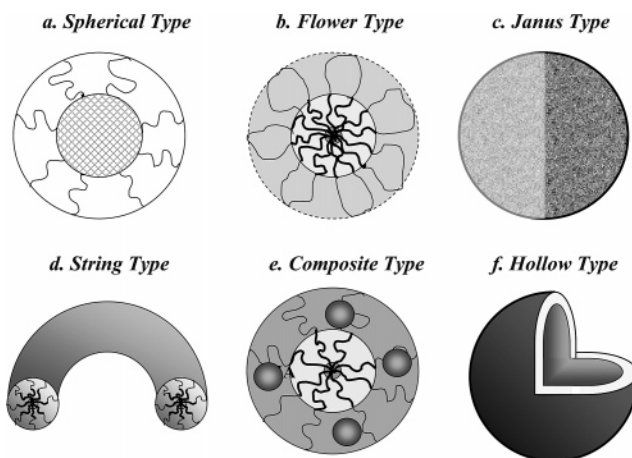 a. Spherical Type
b. Flower Type
c. Janus Type
d. String Type
e. Composite Type
f. Hollow Type